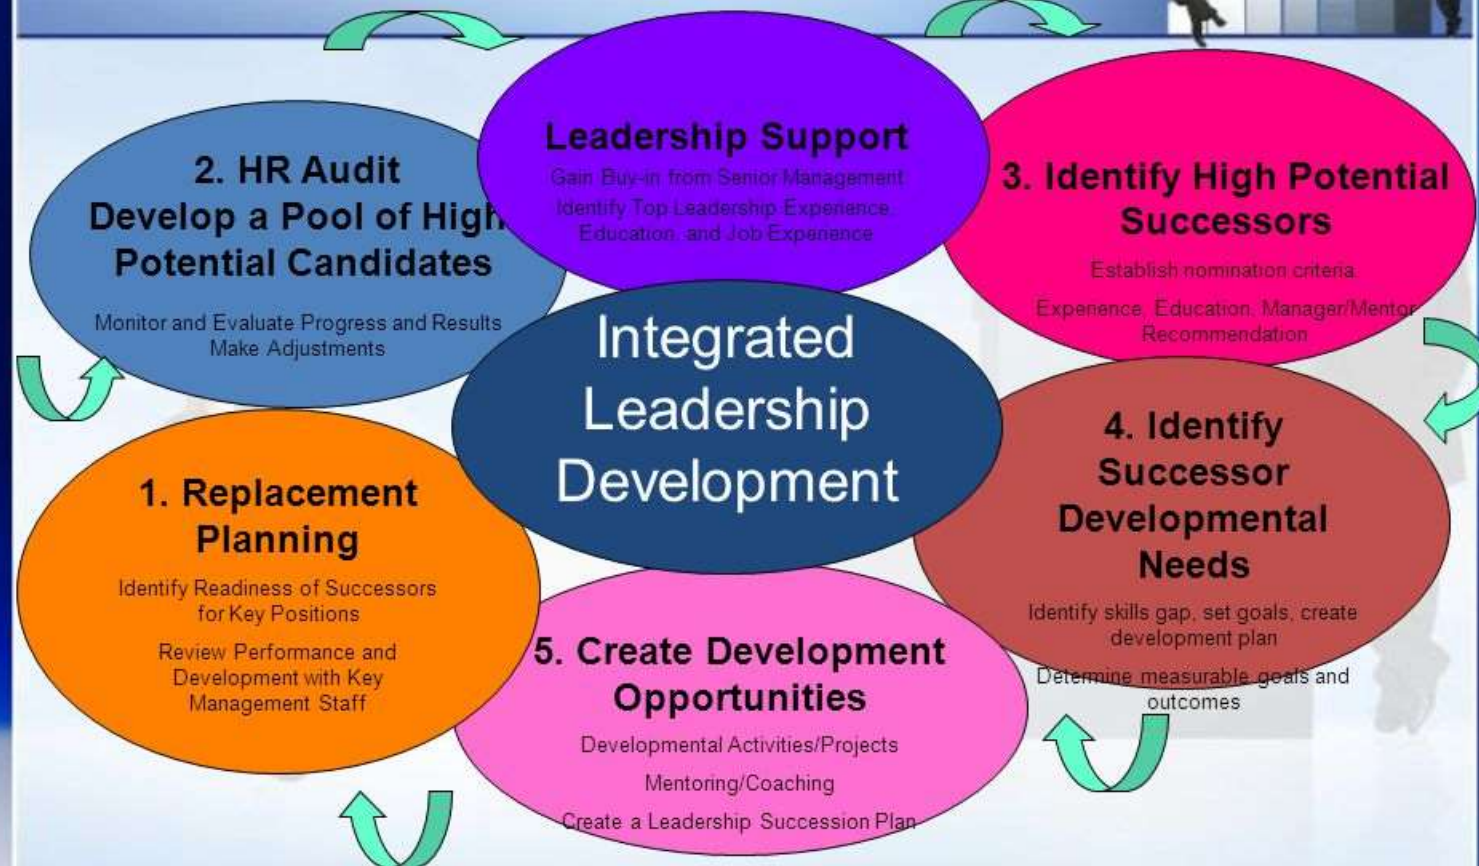 Leadership Support
Gain Buy-in from Senior Management
Identify Top Leadership Experience,
Education, and Job Experience
2. HR Audit
Develop a Pool of High
Potential Candidates
Monitor and Evaluate Progress and Results
Make Adjustments
3. Identify High Potential
Successors
Establish nomination criteria
Experience, Education, Manager/Mentor
Recommendation
Integrated
Leadership
Development
1. Replacement
Planning
Identify Readiness of Successors
for Key Positions
Review Performance and
Development with Key
Management Staff
4. Identify
Successor
Developmental
Needs
Identify skills gap, set goals, create
development plan
Determine measurable goals and
outcomes
5. Create Development
Opportunities
Developmental Activities/Projects
Mentoring/Coaching
Create a Leadership Succession Plan